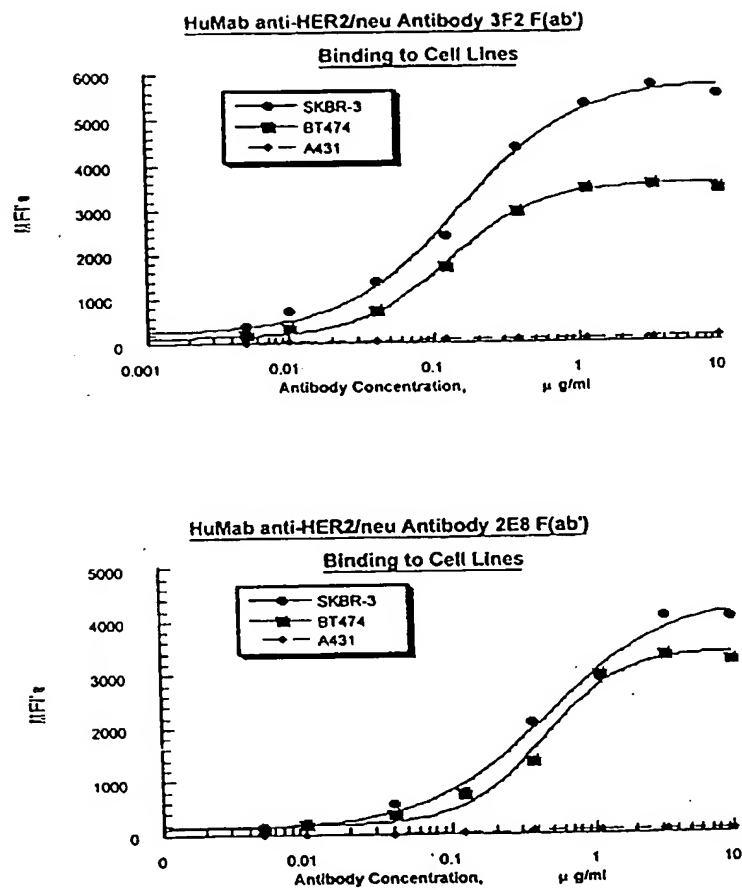 HuMab anti-HER2/neu Antibody 3F2 F(ab')
Binding to Cell Lines
6000
5000
4000
3000
2000
1000
0
SKBR-3
BT474
A431
MFI's
0.001
0.01
0.1
1
10
Antibody Concentration, μ g/ml
HuMab anti-HER2/neu Antibody 2E8 F(ab')
Binding to Cell Lines
5000
4000
3000
2000
1000
0
SKBR-3
BT474
A431
MFI's
0
0.01
0.1
1
10
Antibody Concentration, μ g/ml